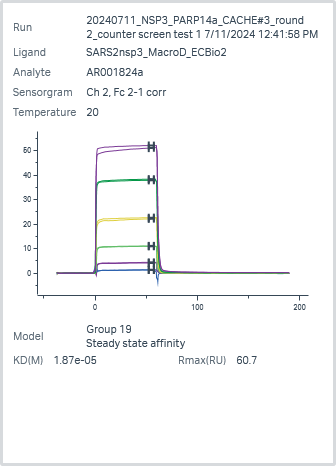 Run 20240711_NSP3_PARP14a_CACHE#3_round
2_counter screen test 1 7/11/2024 12:41:58 PM
Ligand SARS2nsp3_MacroD_ECBio2
Analyte AR001824a
Sensorgram Ch 2, Fc 2-1 corr
Temperature 20
60
50
40
30
20
10
0
0 100 200
Model Group 19
Steady state affinity
KD(M) 1.87e-05 Rmax(RU) 60.7